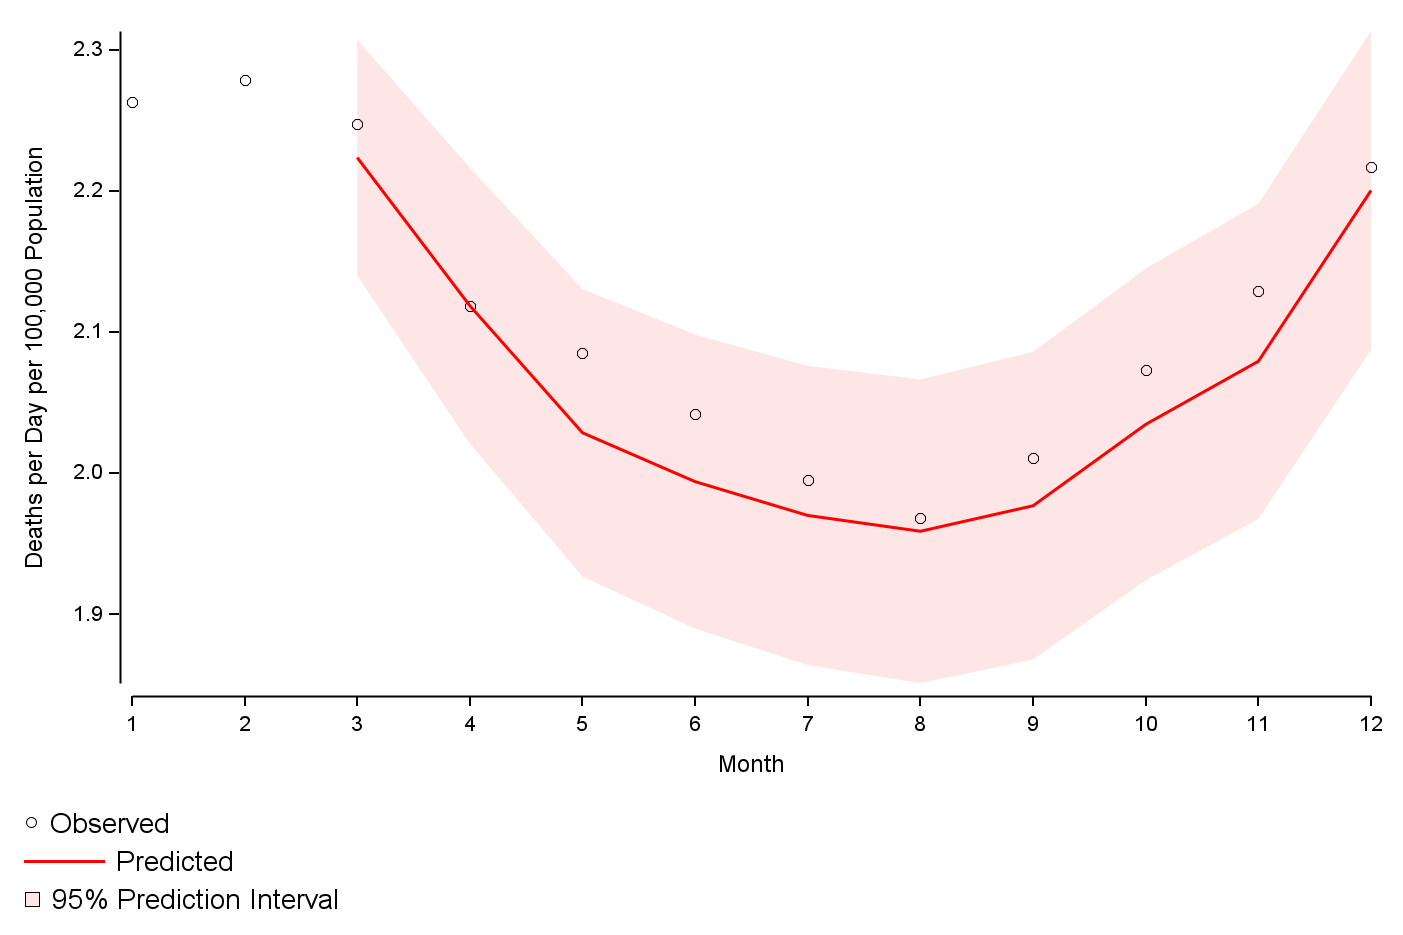 Deaths per Day per 100,000 Population
2.3
2.2
2.1
2.0
1.9
1 2 3 4 5 6 7 8 9 10 11 12
Month
Observed
Predicted
95% Prediction Interval